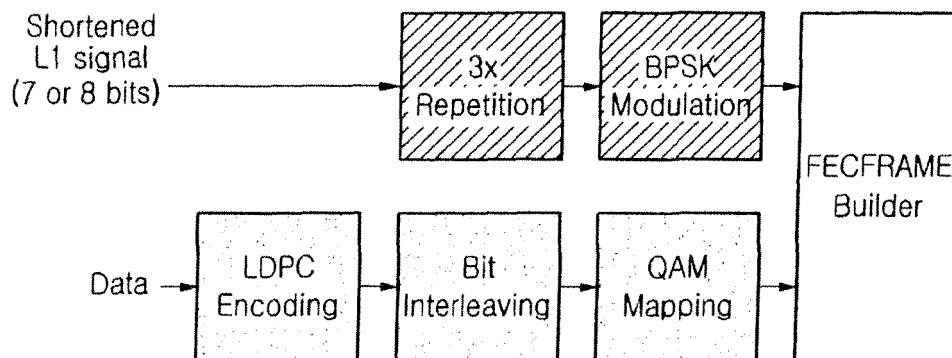 Shortened
L1 signal
(7 or 8 bits)
3x
Repetition
BPSK
Modulation
FECFRAME
Builder
Data
LDPC
Encoding
Bit
Interleaving
QAM
Mapping